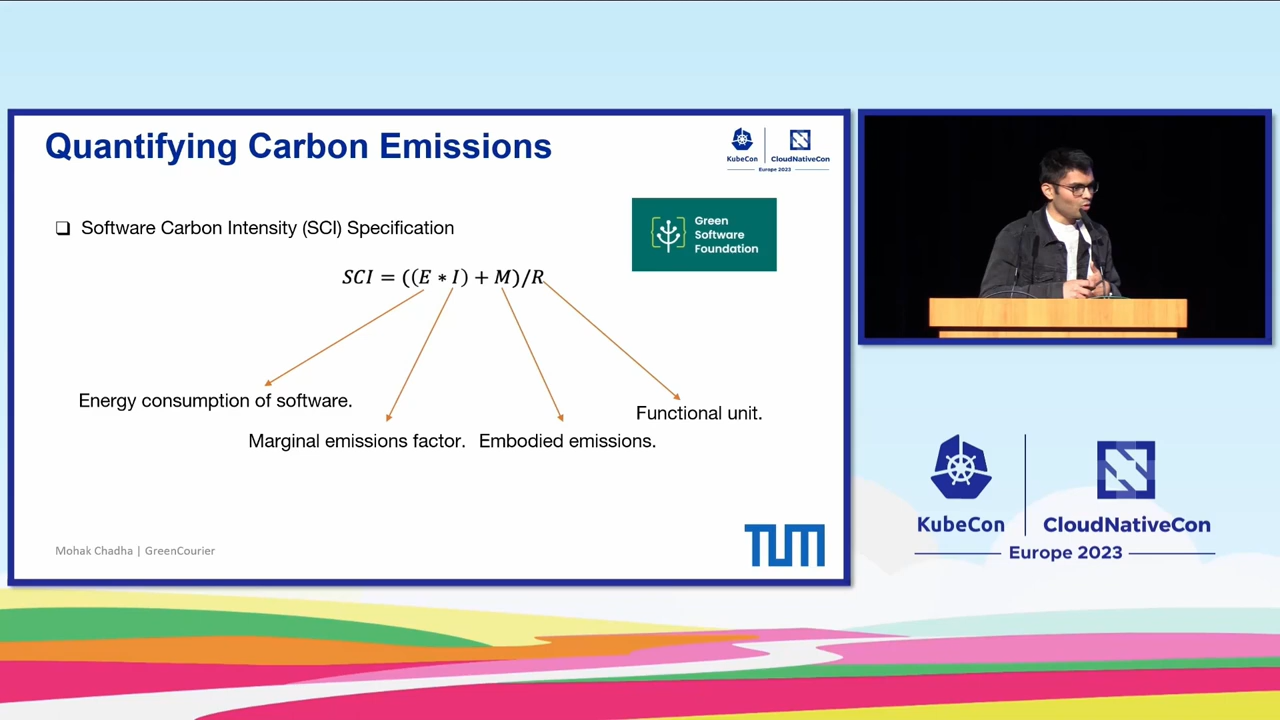 Quantifying Carbon Emissions
KubeCon
CloudNativeCon
Europe 2023
❑ Software Carbon Intensity (SCI) Specification
Green
Software
Foundation
SCI = ((E ∗ I) + M)/R
Energy consumption of software.
Functional unit.
Marginal emissions factor.
Embodied emissions.
Mohak Chadha | GreenCourier
TUM
KubeCon
CloudNativeCon
Europe 2023